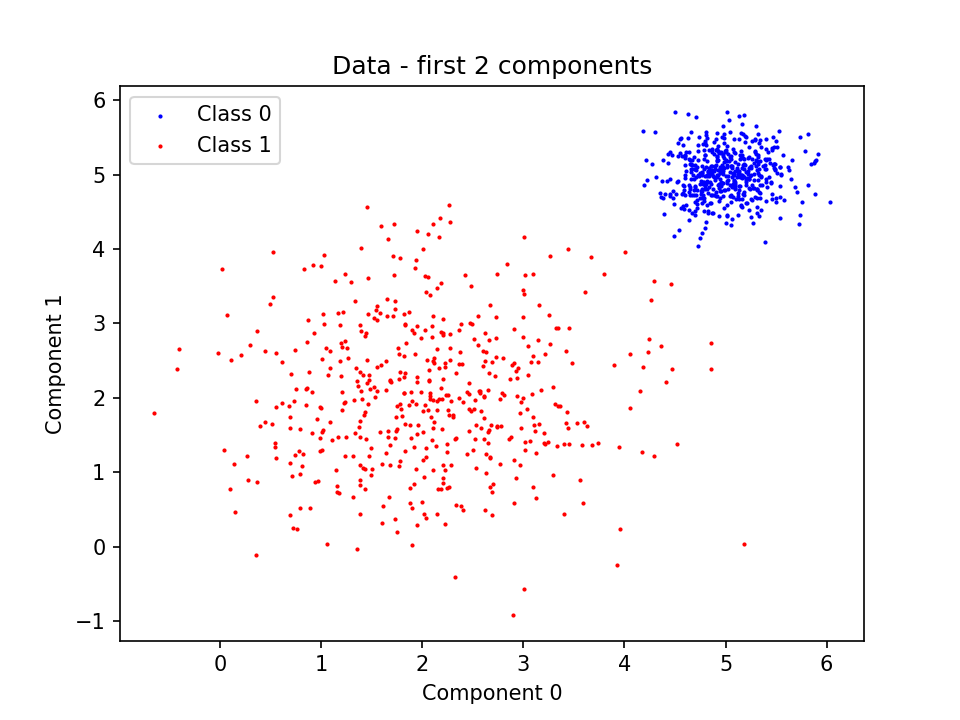 Data - first 2 components
Class 0
Class 1
6
5
4
3
2
1
0
−1
Component 1
0 1 2 3 4 5 6
Component 0